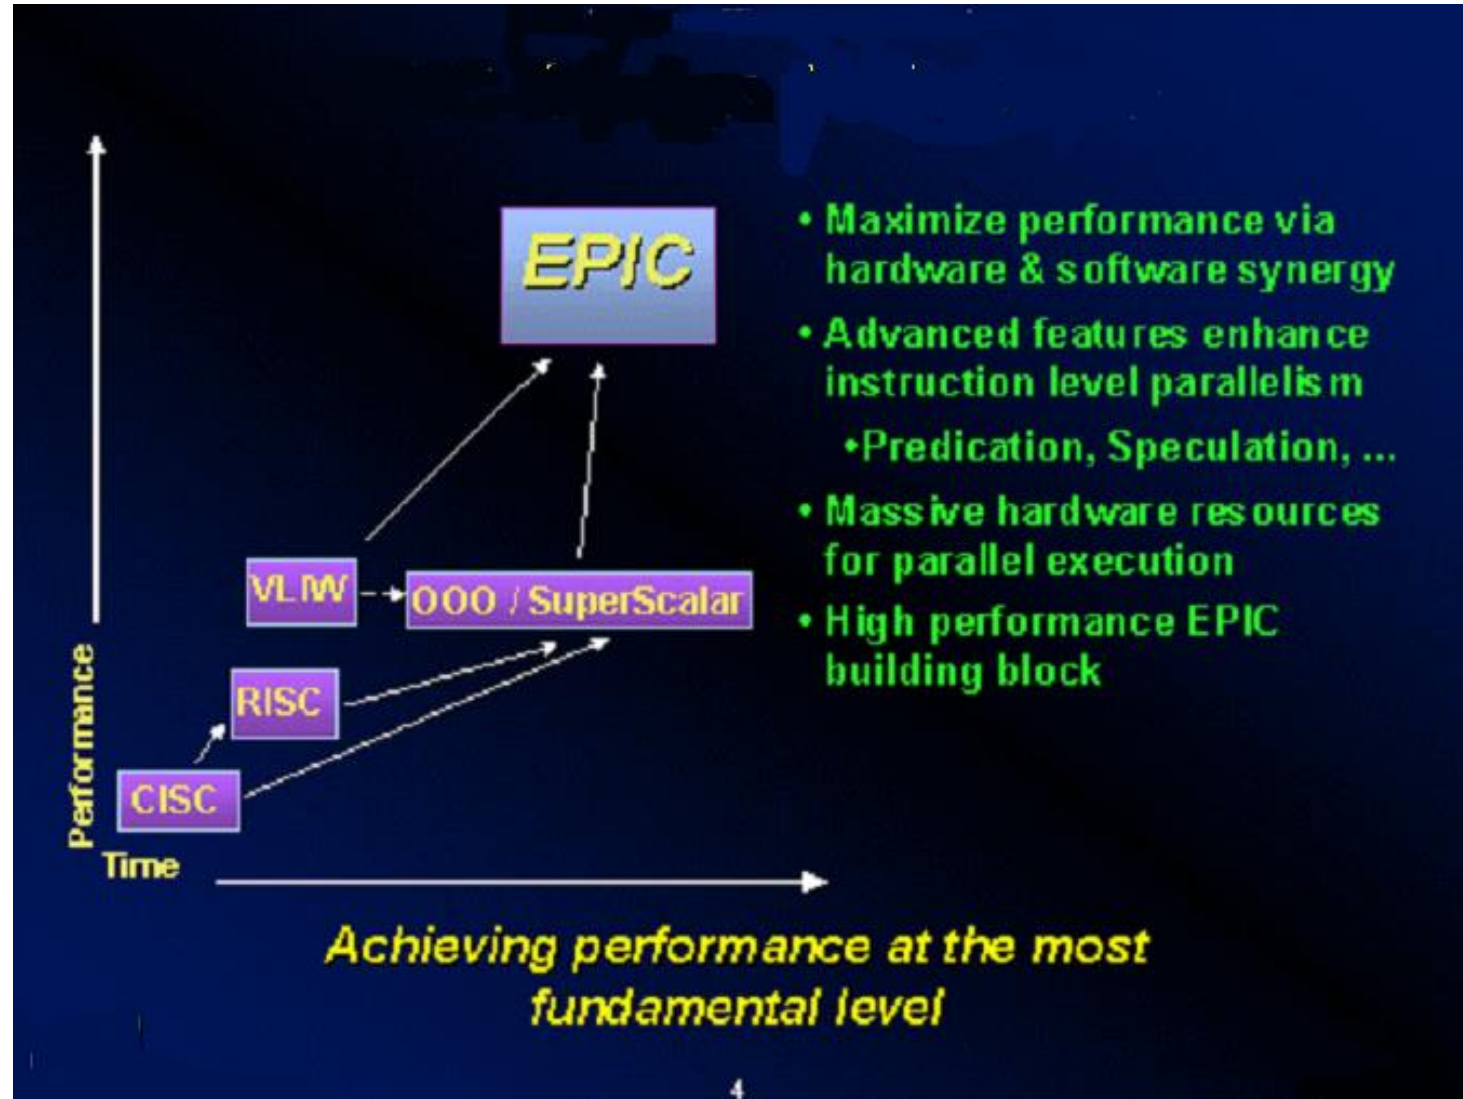 EPIC
• Maximize performance via
hardware & software synergy
• Advanced features enhance
instruction level parallelism
•Predication, Speculation, ...
• Massive hardware resources
for parallel execution
• High performance EPIC
building block
VLIW
OOO / SuperScalar
RISC
CISC
Performance
Time
Achieving performance at the most
fundamental level
4